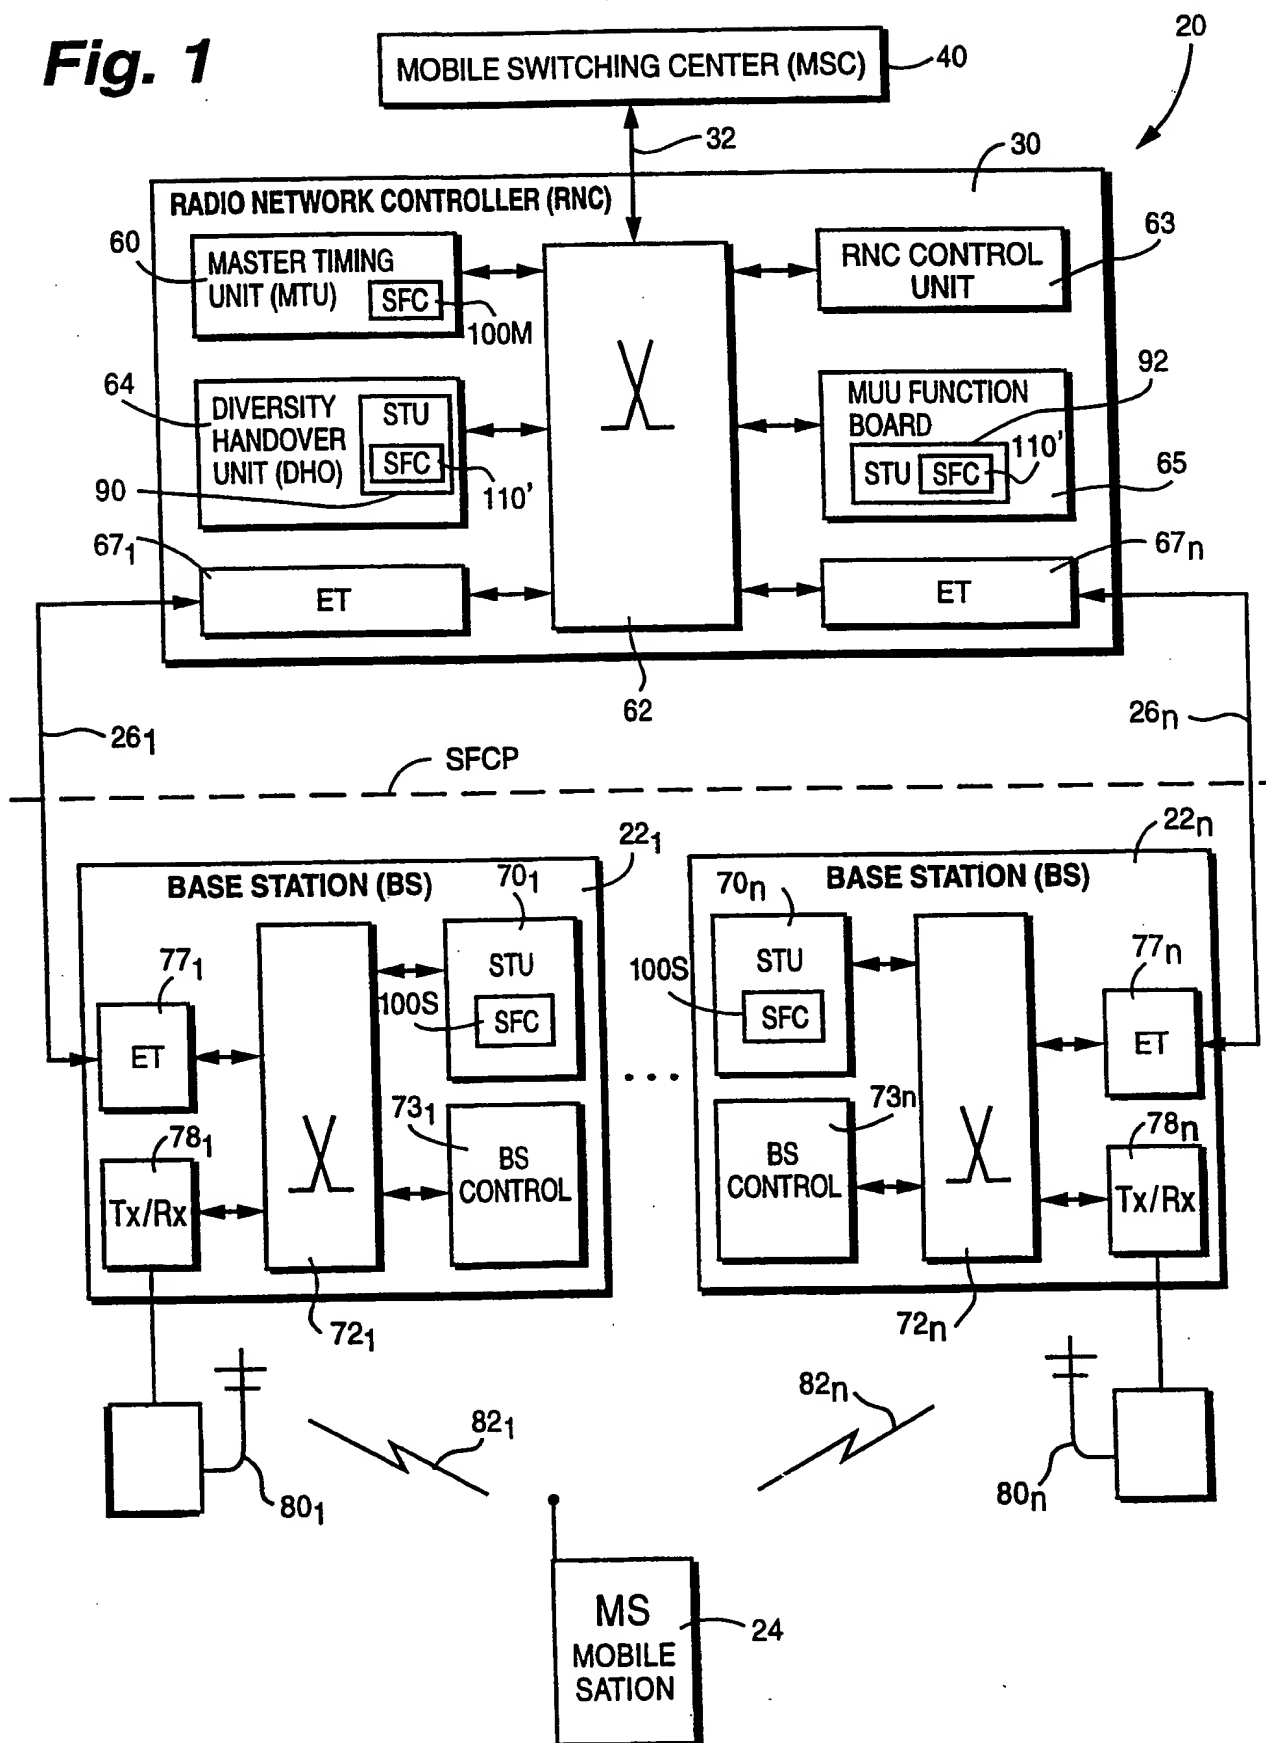 Fig. 1
MOBILE SWITCHING CENTER (MSC)
40
20
32
30
RADIO NETWORK CONTROLLER (RNC)
60
MASTER TIMING
UNIT (MTU)
SFC
100M
RNC CONTROL
UNIT
63
64
DIVERSITY
HANDOVER
UNIT (DHO)
STU
SFC
90
110'
MUU FUNCTION
BOARD
92
STU
SFC
110'
65
67₁
ET
67n
ET
62
26₁
26n
SFCP
22₁
BASE STATION (BS)
70₁
STU
100S
SFC
77₁
ET
73₁
BS
CONTROL
78₁
Tx/Rx
72₁
...
22n
BASE STATION (BS)
70n
STU
100S
SFC
77n
ET
73n
BS
CONTROL
78n
Tx/Rx
72n
82₁
82n
80₁
80n
MS
MOBILE
SATION
24